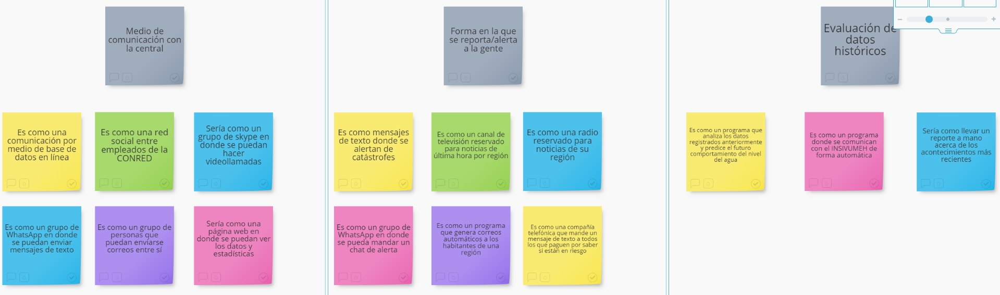 Medio de
comunicación con
la central
Forma en la que
se reporta/alerta
a la gente
Evaluación de
datos
históricos
Es como una
comunicación por
medio de base de
datos en línea
Es como una red
social entre
empleados de la
CONRED
Sería como un
grupo de skype en
donde se puedan
hacer
videollamadas
Es como mensajes
de texto donde se
alertan de
catástrofes
Es como un canal de
televisión reservado
para noticias de
última hora por región
Es como una radio
reservado para
noticias de su
región
Es como un programa que
analiza los datos
registrados anteriormente
y predice el futuro
comportamiento del nivel
del agua
Es como un programa
donde se comunican
con el INSIVUMEH de
forma automática
Sería como llevar un
reporte a mano
acerca de los
acontecimientos más
recientes
Es como un grupo de
WhatsApp en donde
se puedan enviar
mensajes de texto
Es como un grupo de
personas que
puedan enviarse
correos entre sí
Sería como una
página web en
donde se puedan ver
los datos y
estadísticas
Es como un grupo de
WhatsApp en donde
se pueda mandar un
chat de alerta
Es como un programa
que genera correos
automáticos a los
habitantes de una
región
Es como una compañía
telefónica que mande un
mensaje de texto a todos
los que paguen por saber
si están en riesgo